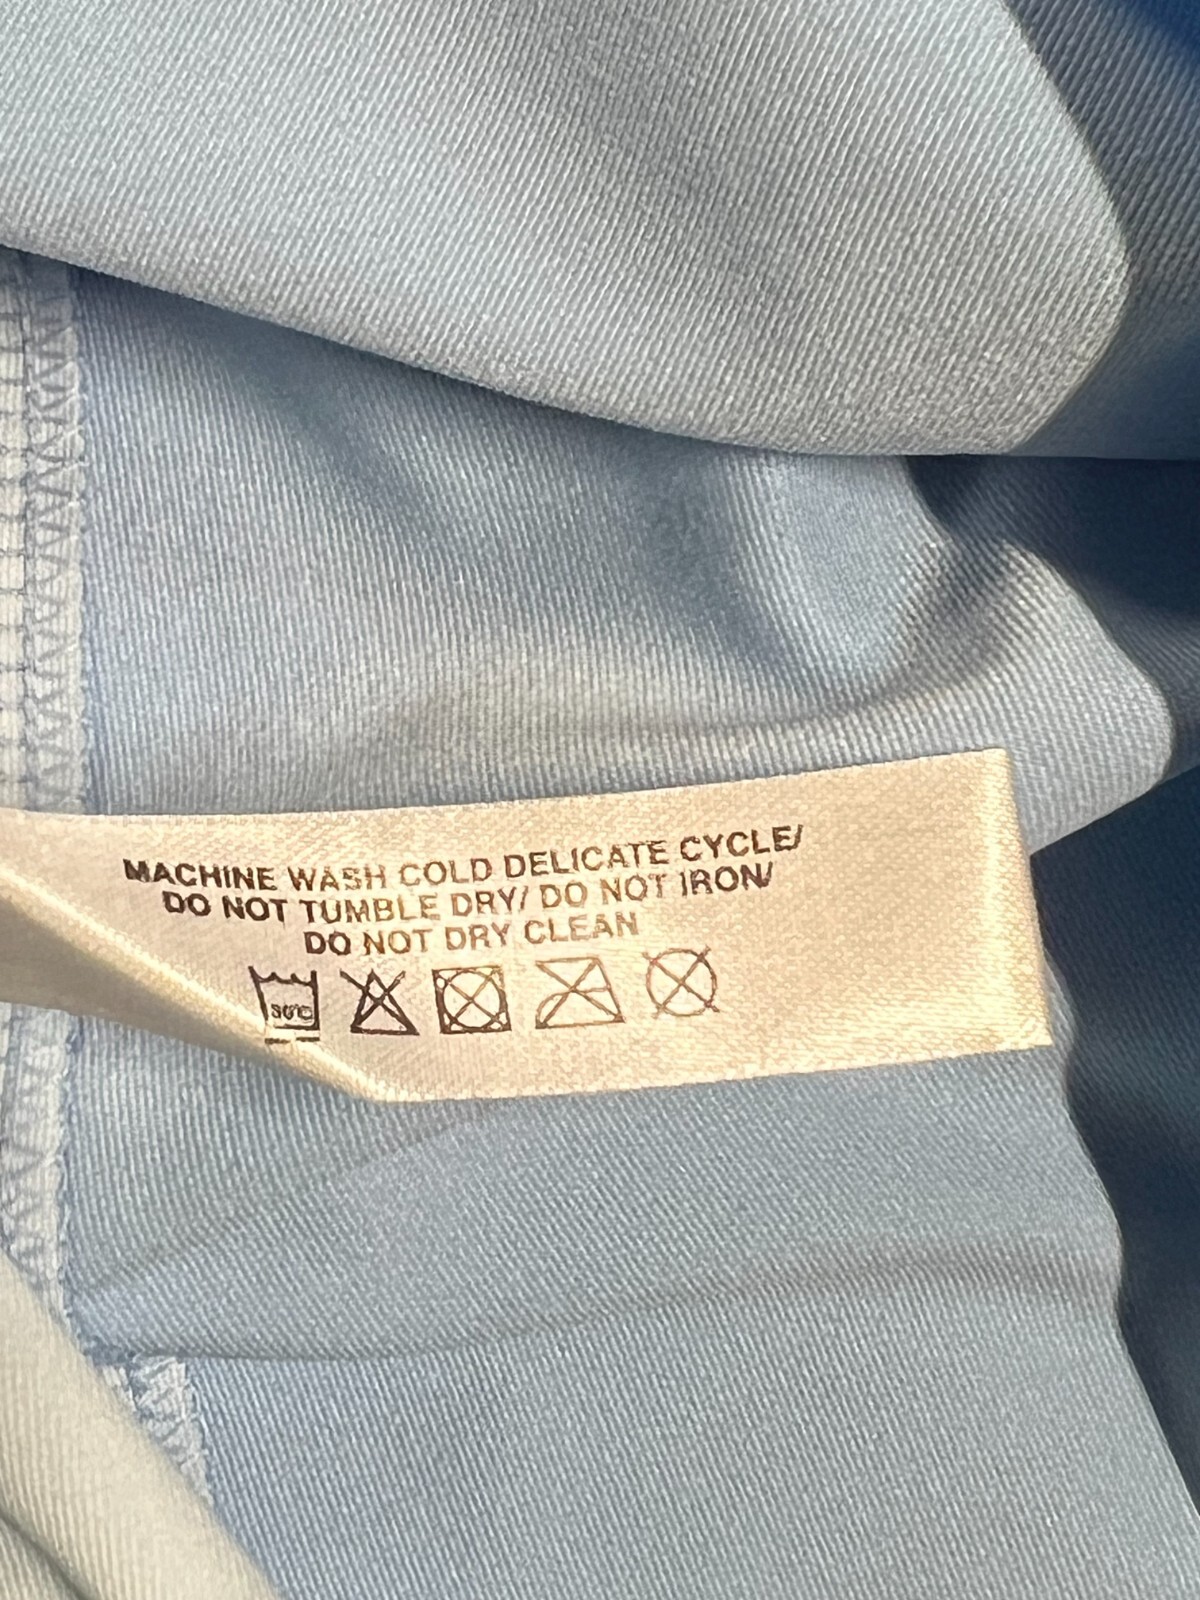 MACHINE WASH COLD DELICATE CYCLE/
DO NOT TUMBLE DRY/ DO NOT IRON/
DO NOT DRY CLEAN
30°C